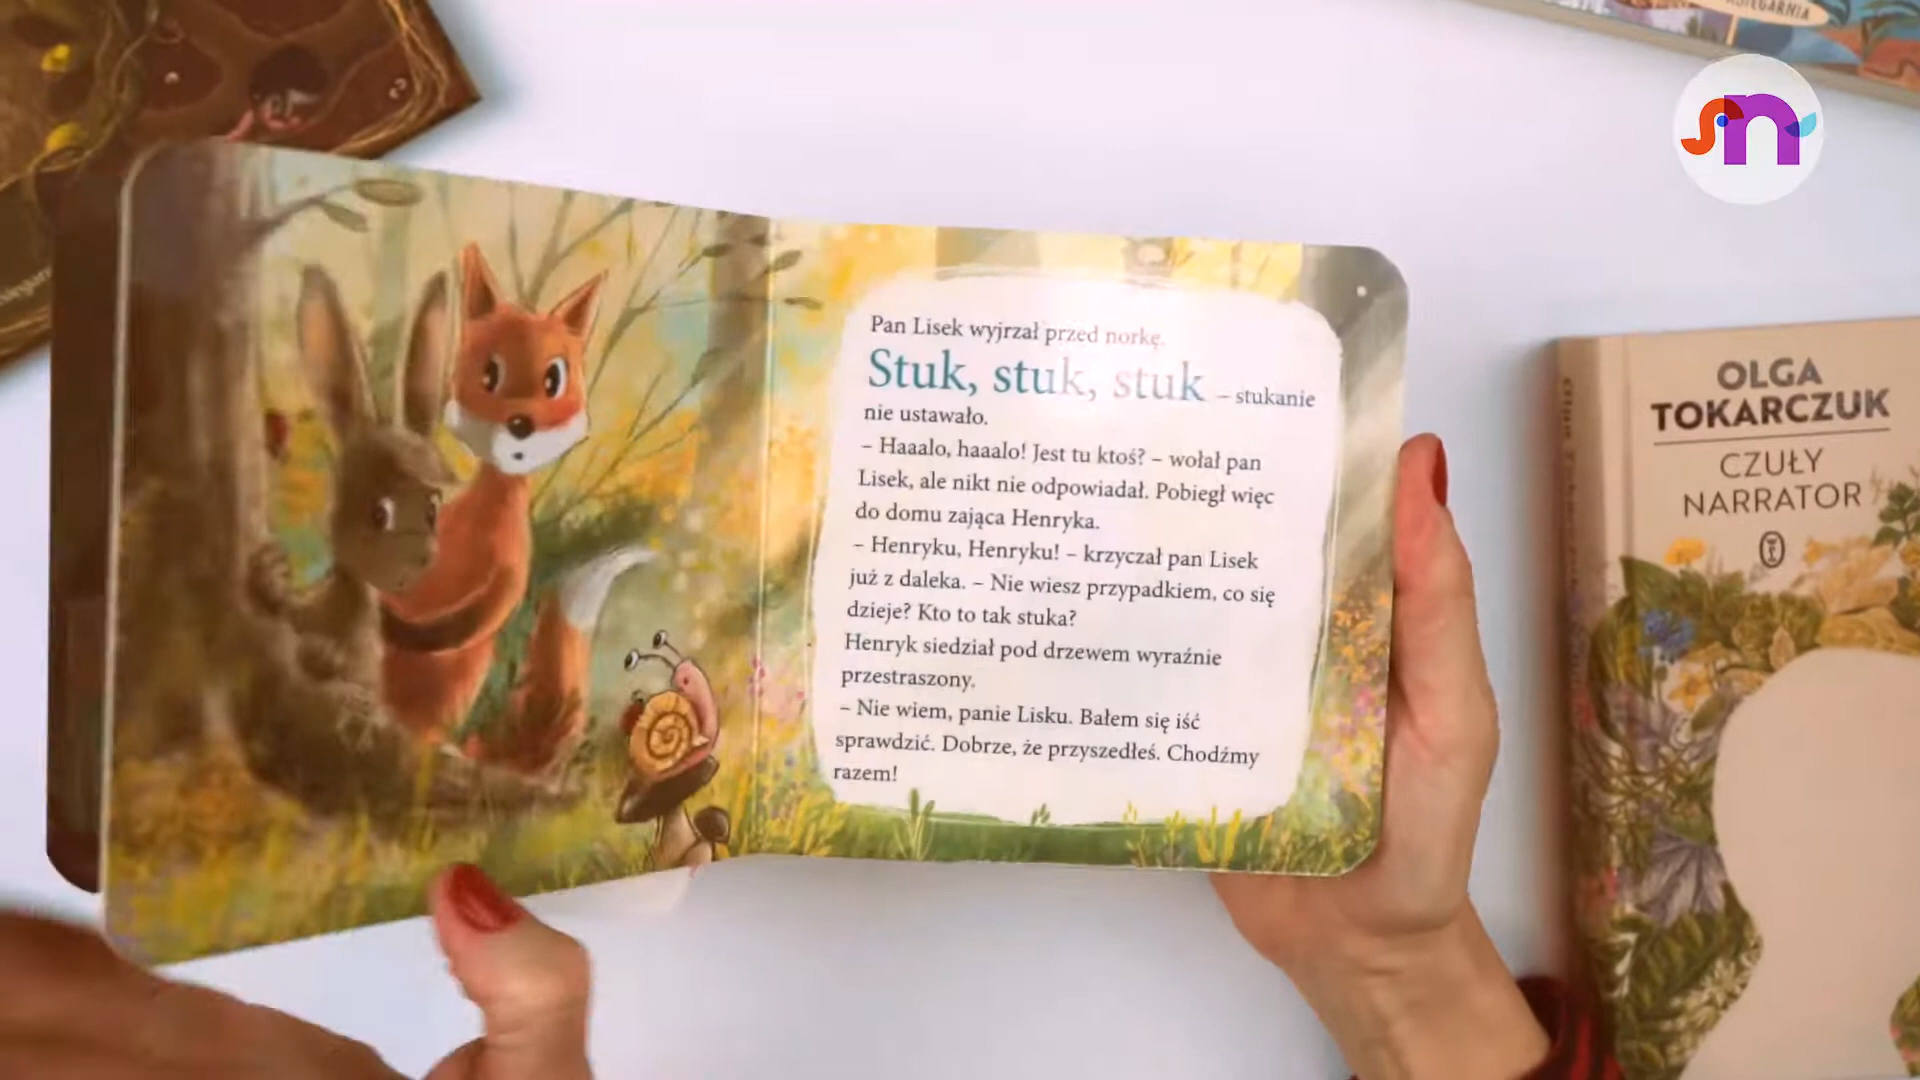 KSIĘGARNIA
Pan Lisek wyjrzał przed norkę.
Stuk, stuk, stuk – stukanie
nie ustawało.
– Haaalo, haaalo! Jest tu ktoś? – wołał pan
Lisek, ale nikt nie odpowiadał. Pobiegł więc
do domu zająca Henryka.
– Henryku, Henryku! – krzyczał pan Lisek
już z daleka. – Nie wiesz przypadkiem, co się
dzieje? Kto to tak stuka?
Henryk siedział pod drzewem wyraźnie
przestraszony.
– Nie wiem, panie Lisku. Bałem się iść
sprawdzić. Dobrze, że przyszedłeś. Chodźmy
razem!
OLGA
TOKARCZUK
CZUŁY
NARRATOR